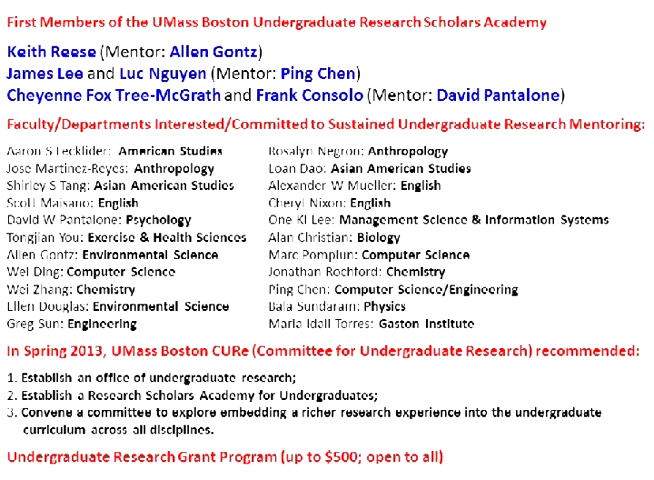 First Members of the UMass Boston Undergraduate Research Scholars Academy
Keith Reese (Mentor: Allen Gontz)
James Lee and Luc Nguyen (Mentor: Ping Chen)
Cheyenne Fox Tree-McGrath and Frank Consolo (Mentor: David Pantalone)
Faculty/Departments Interested/Committed to Sustained Undergraduate Research Mentoring:
Aaron S Lecklider: American Studies
Jose Martinez-Reyes: Anthropology
Shirley S Tang: Asian American Studies
Scott Maisano: English
David W Pantalone: Psychology
Tongjian You: Exercise & Health Sciences
Allen Gontz: Environmental Science
Wei Ding: Computer Science
Wei Zhang: Chemistry
Ellen Douglas: Environmental Science
Greg Sun: Engineering
Rosalyn Negron: Anthropology
Loan Dao: Asian American Studies
Alexander W Mueller: English
Cheryl Nixon: English
One Ki Lee: Management Science & Information Systems
Alan Christian: Biology
Marc Pomplun: Computer Science
Jonathan Rochford: Chemistry
Ping Chen: Computer Science/Engineering
Bala Sundaram: Physics
Maria Idali Torres: Gaston Institute
In Spring 2013, UMass Boston CURe (Committee for Undergraduate Research) recommended:
1. Establish an office of undergraduate research;
2. Establish a Research Scholars Academy for Undergraduates;
3. Convene a committee to explore embedding a richer research experience into the undergraduate
curriculum across all disciplines.
Undergraduate Research Grant Program (up to $500; open to all)